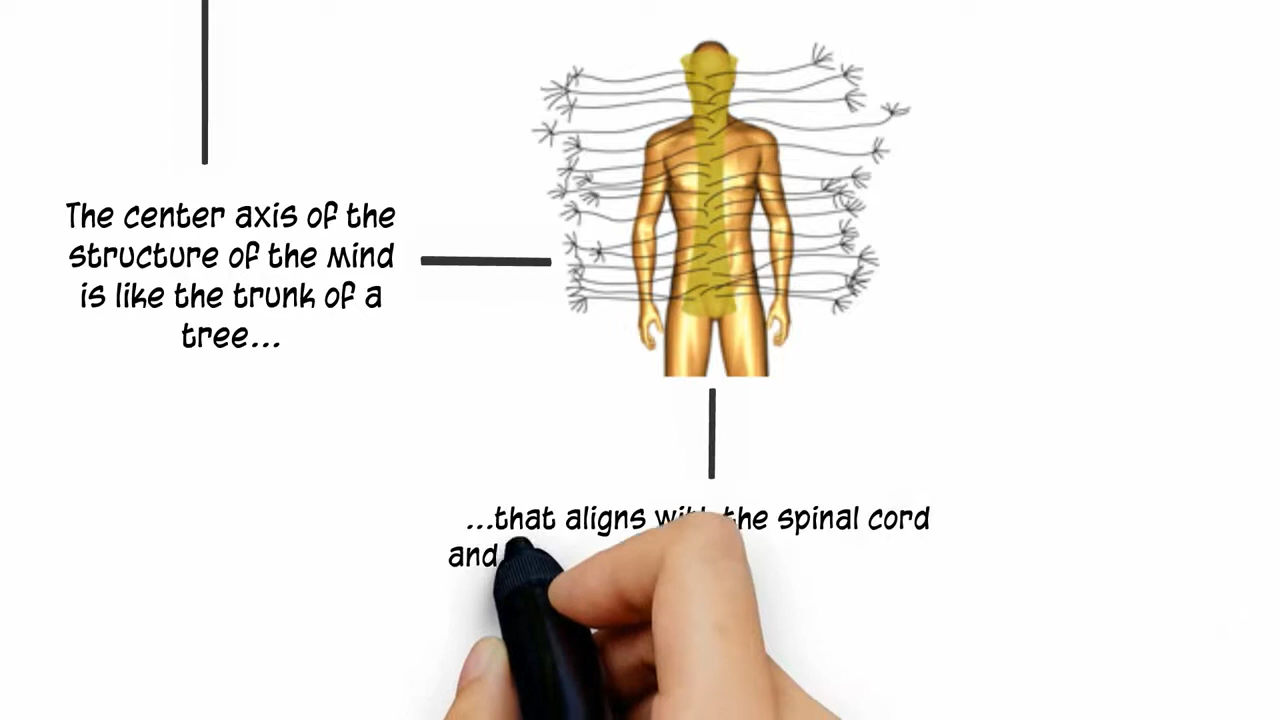 The center axis of the
structure of the mind
is like the trunk of a
tree...
...that aligns with the spinal cord
and